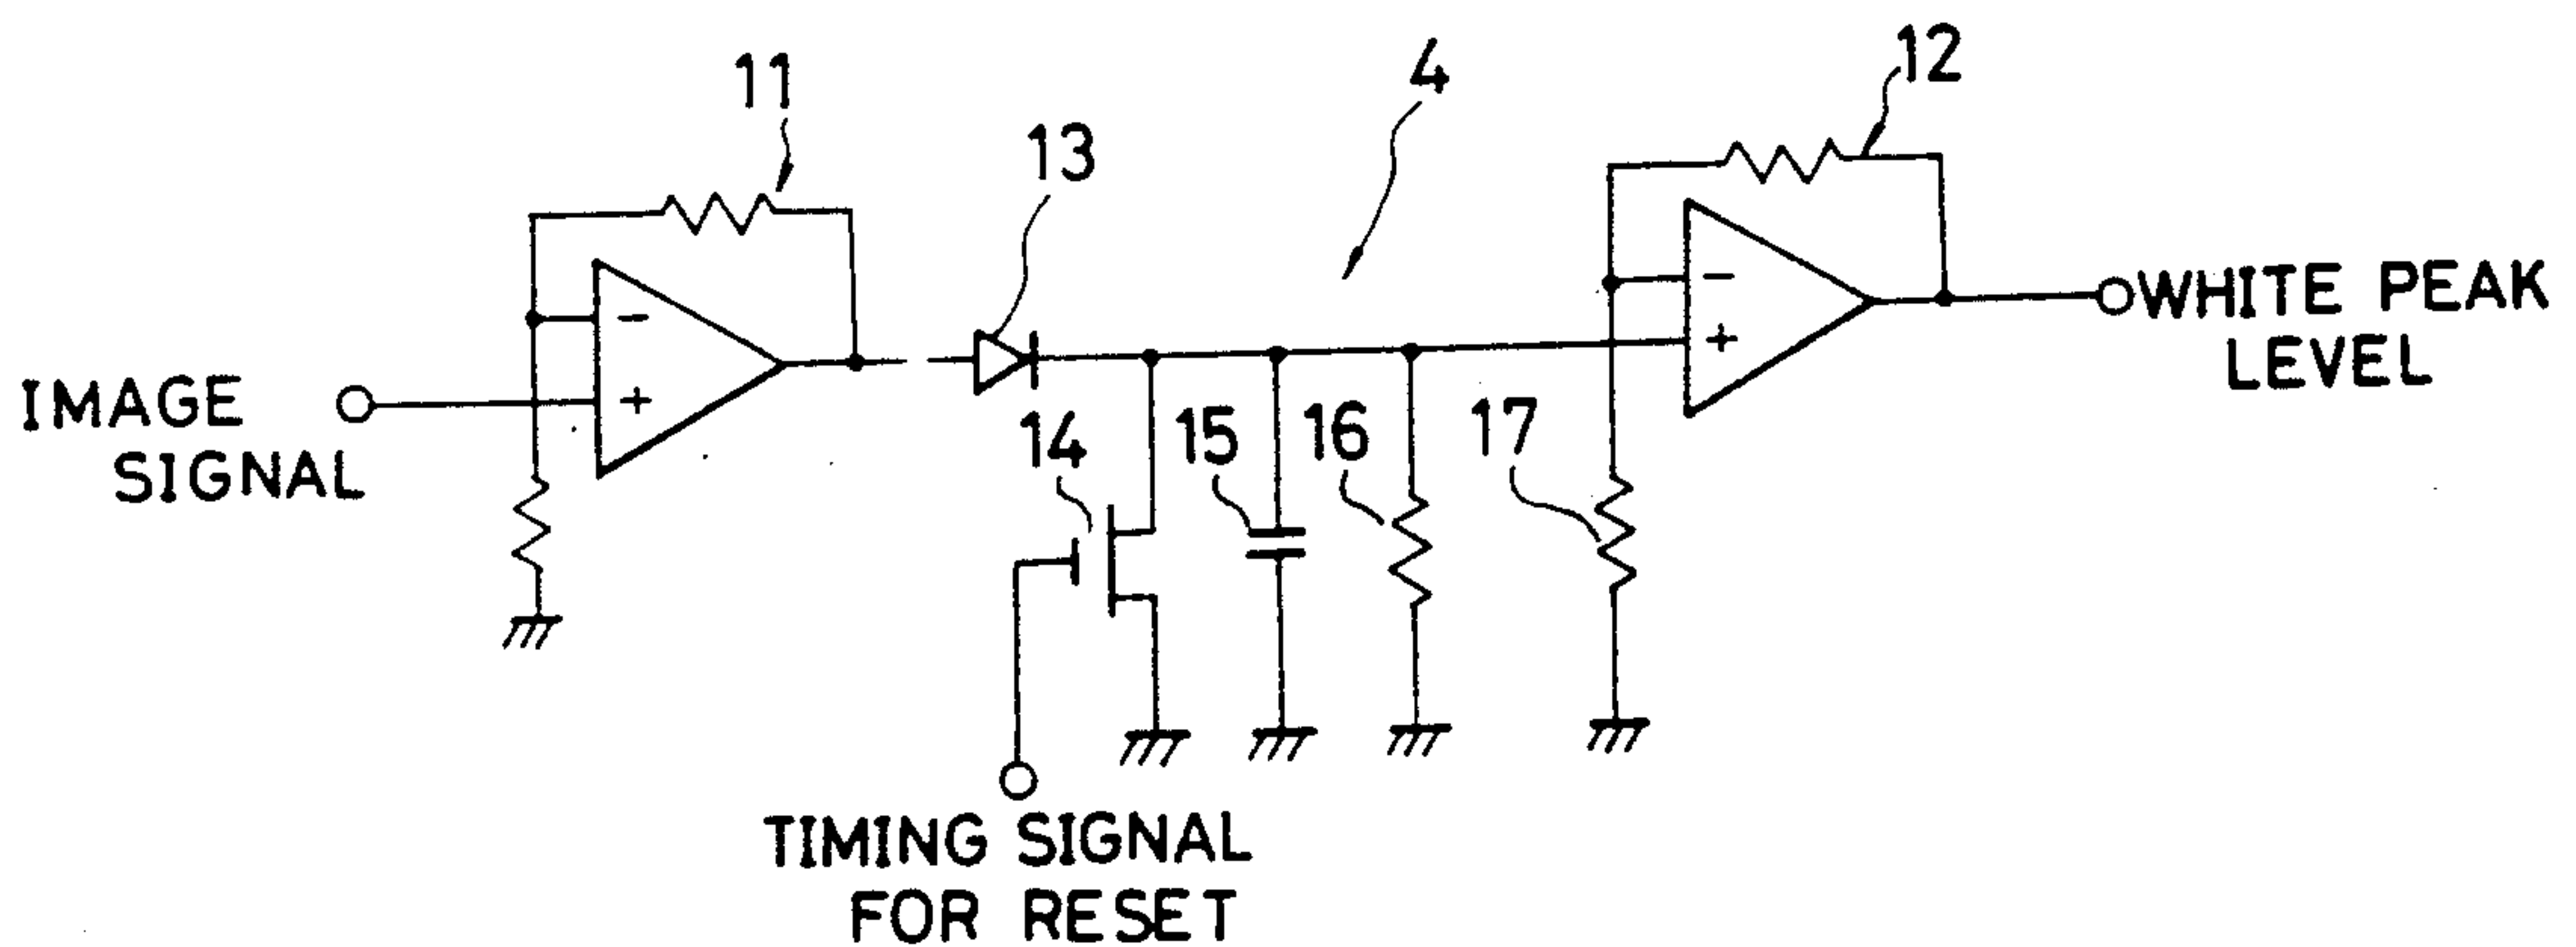 11
13
4
12
IMAGE
SIGNAL
−
+
14
15
16
17
−
+
WHITE PEAK
LEVEL
TIMING SIGNAL
FOR RESET